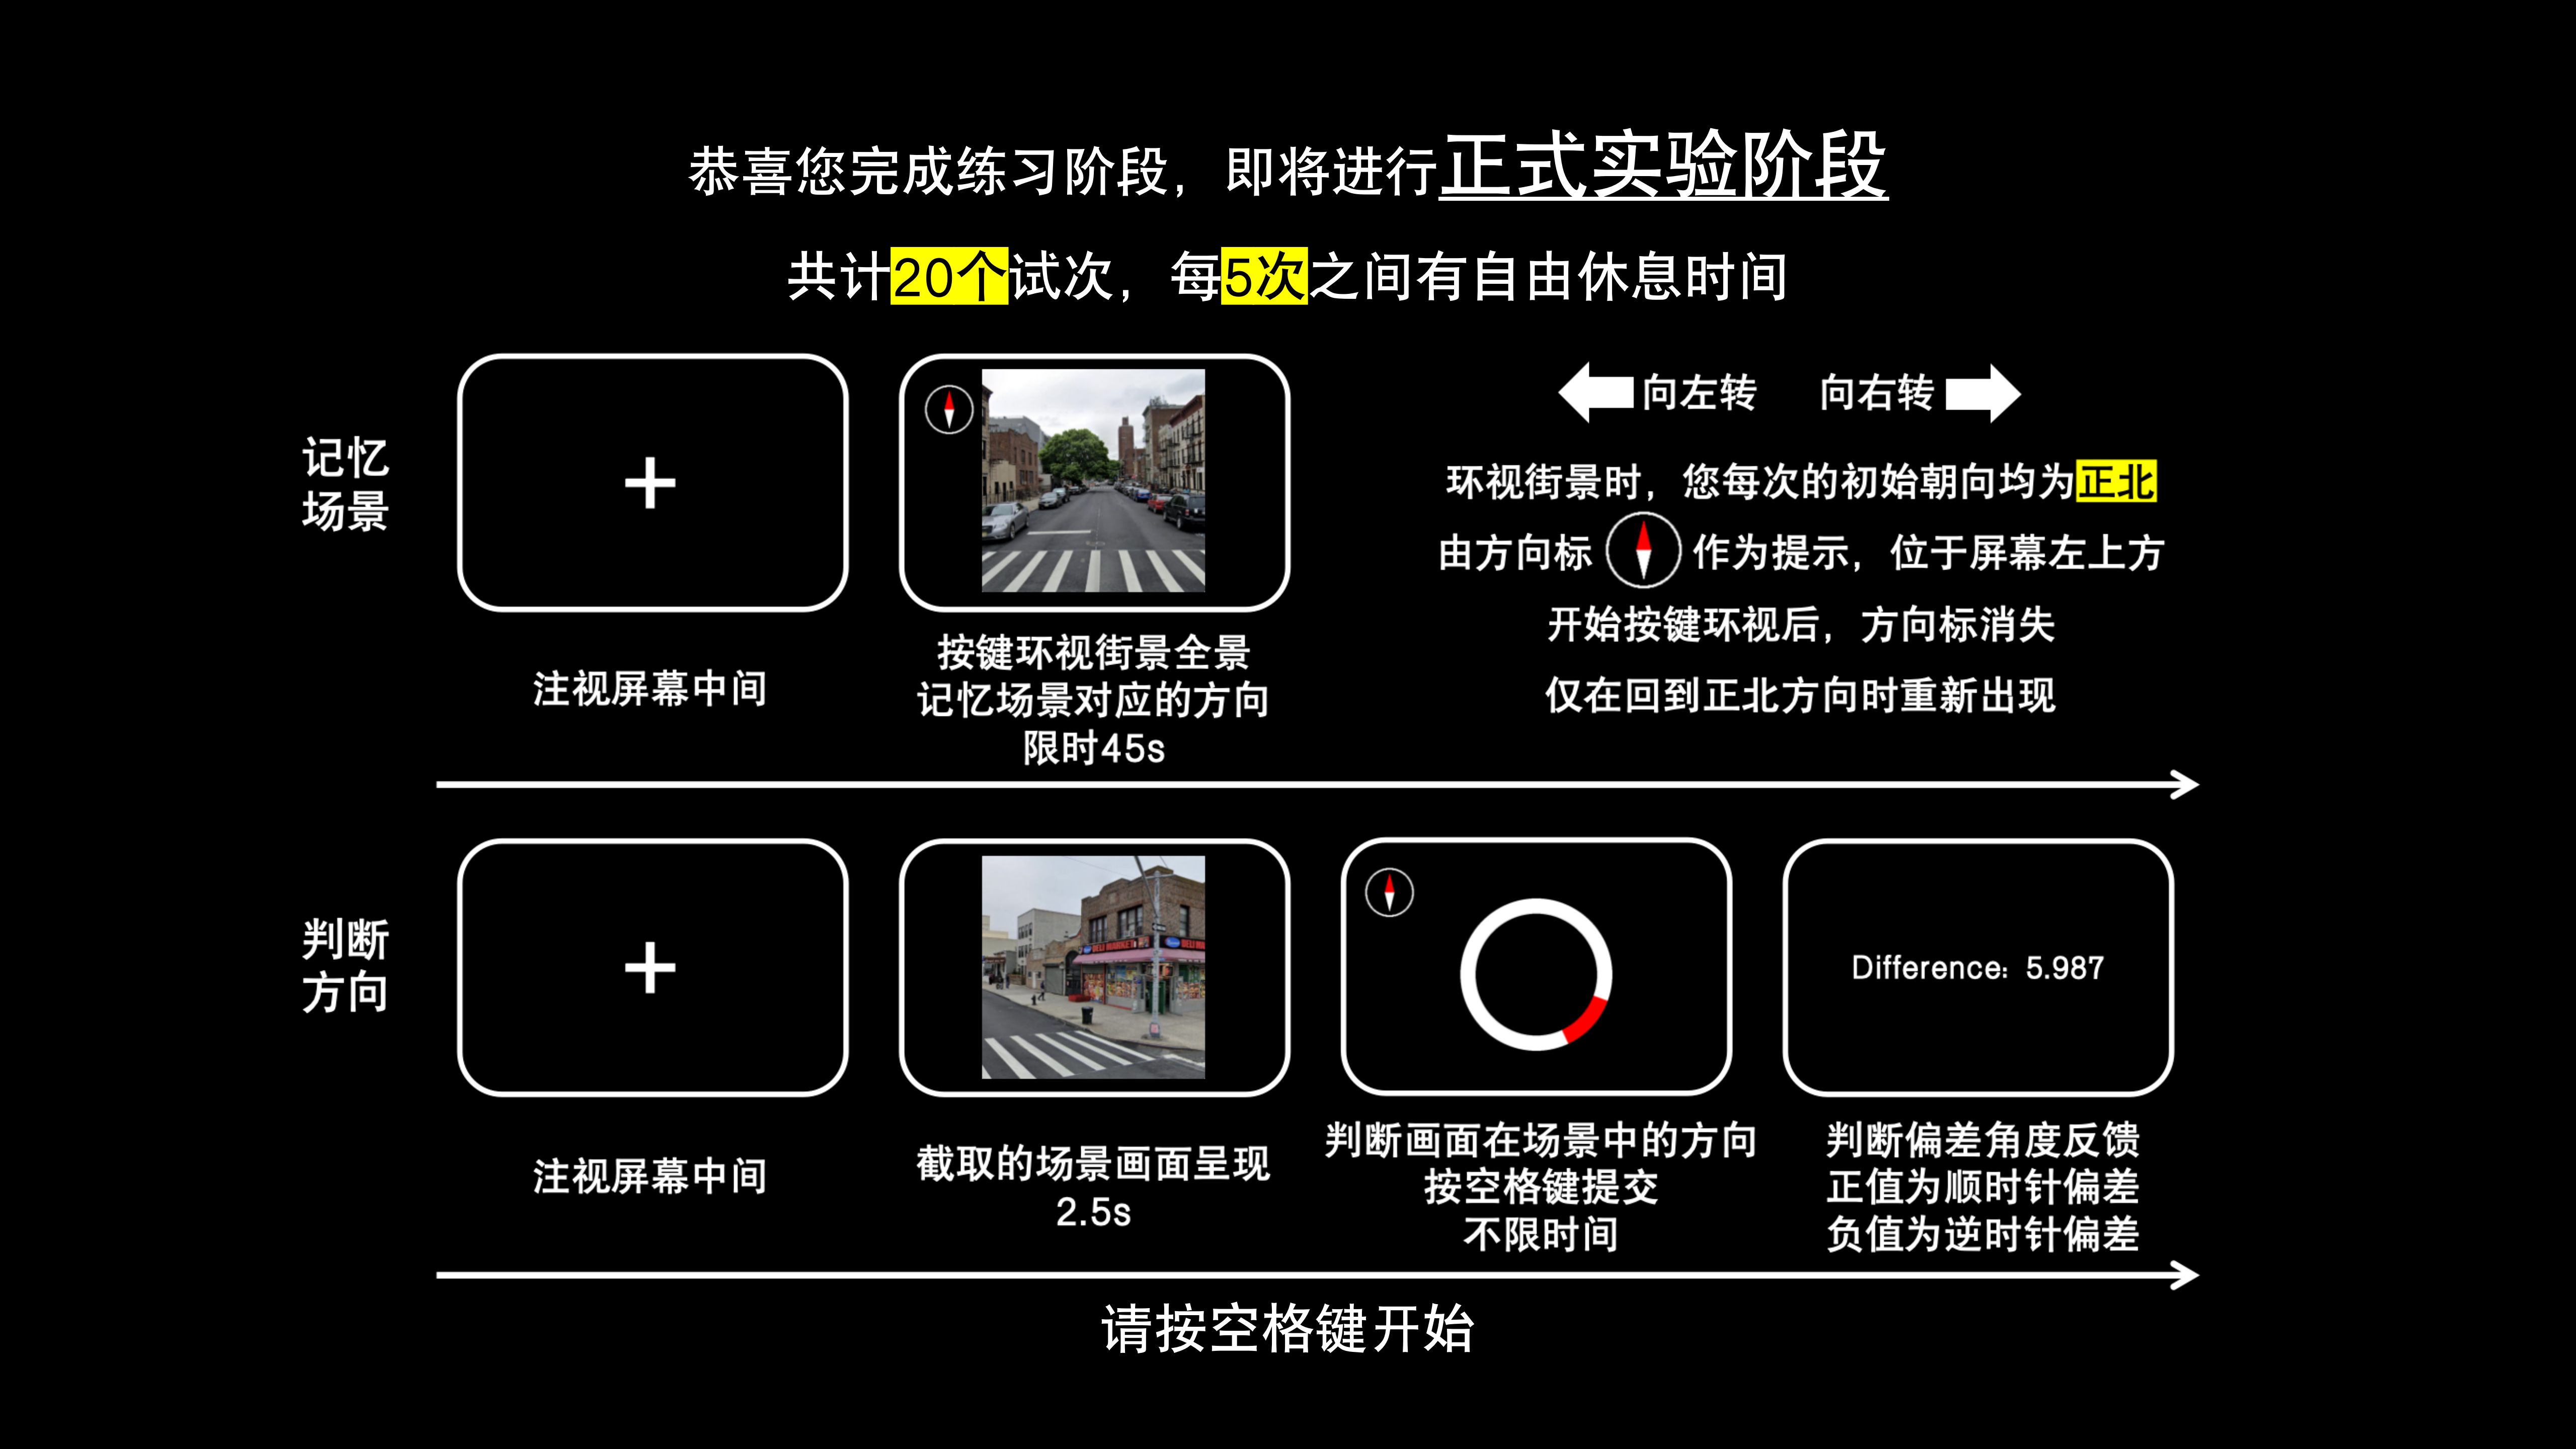 恭喜您完成练习阶段，即将进行正式实验阶段
共计20个试次，每5次之间有自由休息时间
记忆
场景
注视屏幕中间
按键环视街景全景
记忆场景对应的方向
限时45s
向左转 向右转
环视街景时，您每次的初始朝向均为正北
由方向标 作为提示，位于屏幕左上方
开始按键环视后，方向标消失
仅在回到正北方向时重新出现
判断
方向
DELI MARKET
Difference: 5.987
注视屏幕中间
截取的场景画面呈现
2.5s
判断画面在场景中的方向
按空格键提交
不限时间
判断偏差角度反馈
正值为顺时针偏差
负值为逆时针偏差
请按空格键开始